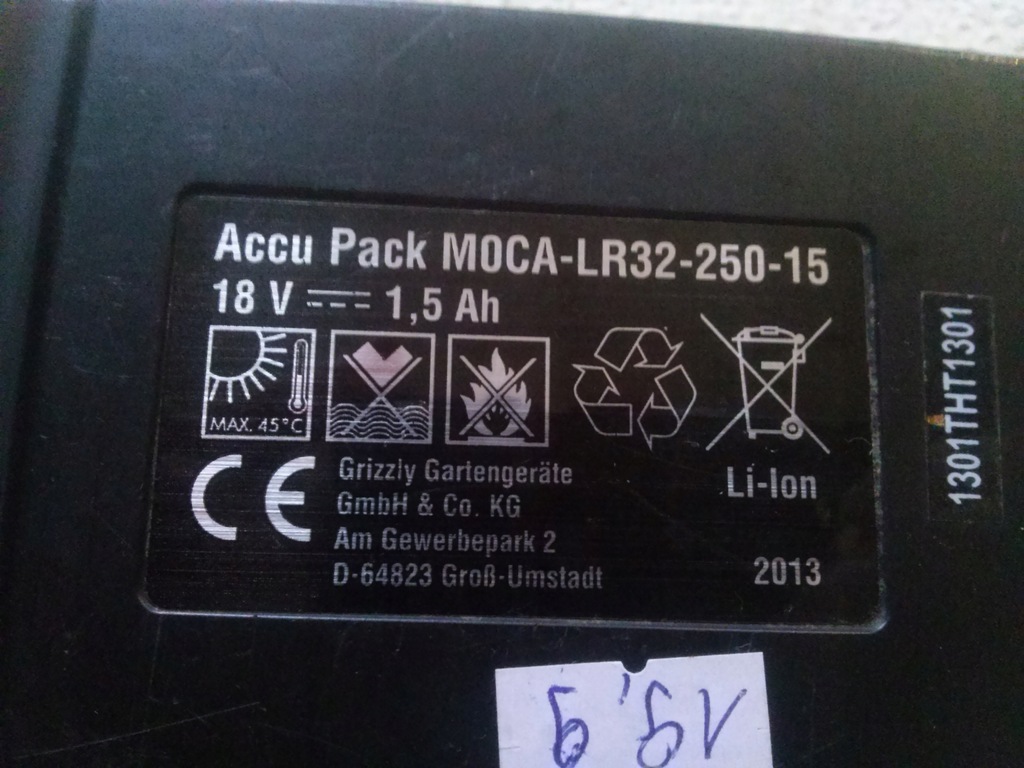 Accu Pack MOCA-LR32-250-15
18 V 1,5 Ah
MAX. 45°C
CE
Grizzly Gartengeräte
GmbH & Co. KG
Am Gewerbepark 2
D-64823 Groß-Umstadt
Li-Ion
2013
1301THT1301